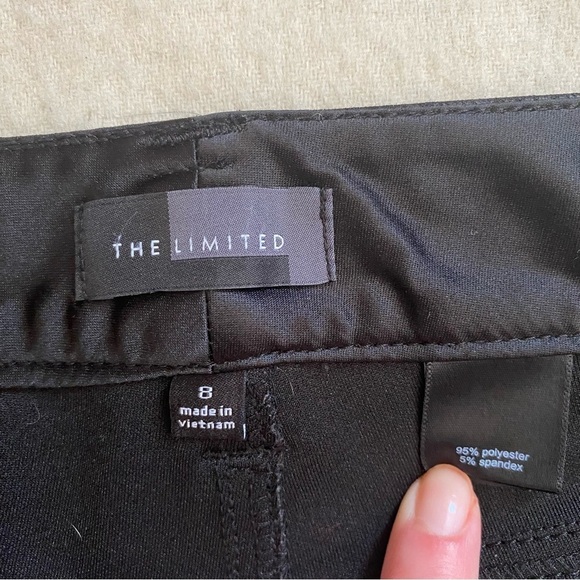 THE LIMITED
8
made in
vietnam
95% polyester
5% spandex